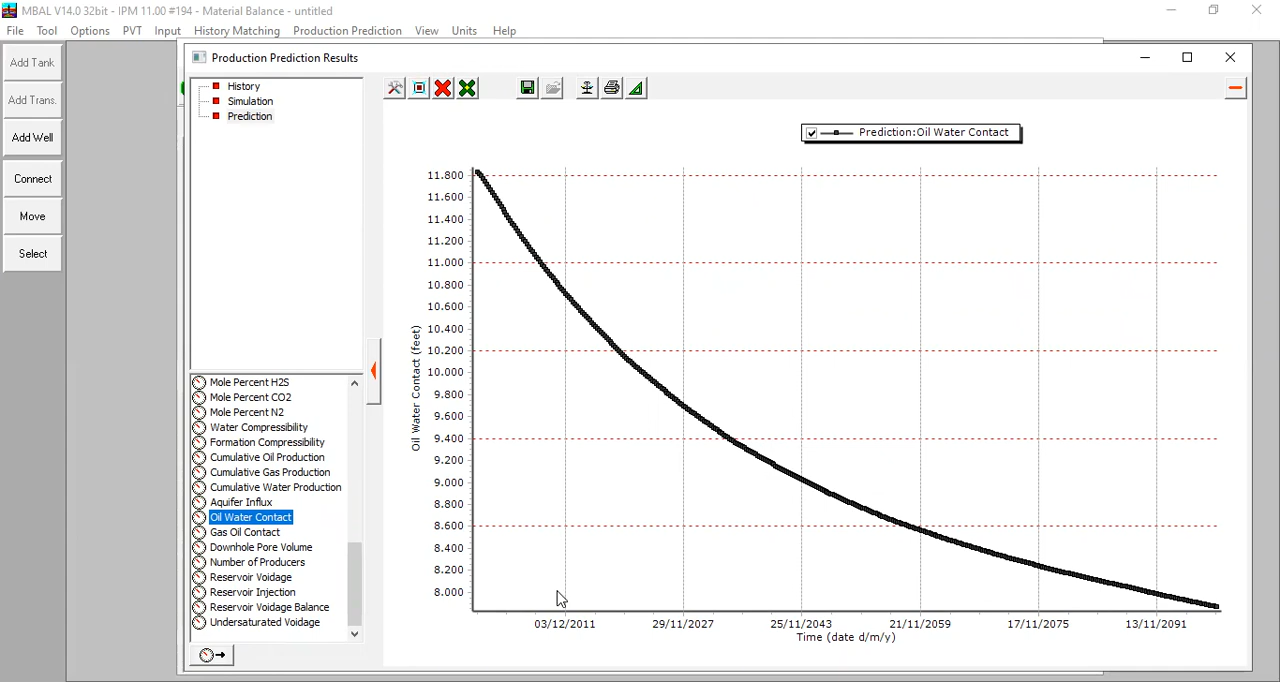 MBAL V14.0 32bit - IPM 11.00 #194 - Material Balance - untitled
File Tool Options PVT Input History Matching Production Prediction View Units Help
Add Tank
Add Trans.
Add Well
Connect
Move
Select
Production Prediction Results
History
Simulation
Prediction
Mole Percent H2S
Mole Percent CO2
Mole Percent N2
Water Compressibility
Formation Compressibility
Cumulative Oil Production
Cumulative Gas Production
Cumulative Water Production
Aquifer Influx
Oil Water Contact
Gas Oil Contact
Downhole Pore Volume
Number of Producers
Reservoir Voidage
Reservoir Injection
Reservoir Voidage Balance
Undersaturated Voidage
Prediction:Oil Water Contact
Oil Water Contact (feet)
11.800
11.600
11.400
11.200
11.000
10.800
10.600
10.400
10.200
10.000
9.800
9.600
9.400
9.200
9.000
8.800
8.600
8.400
8.200
8.000
03/12/2011 29/11/2027 25/11/2043 21/11/2059 17/11/2075 13/11/2091
Time (date d/m/y)